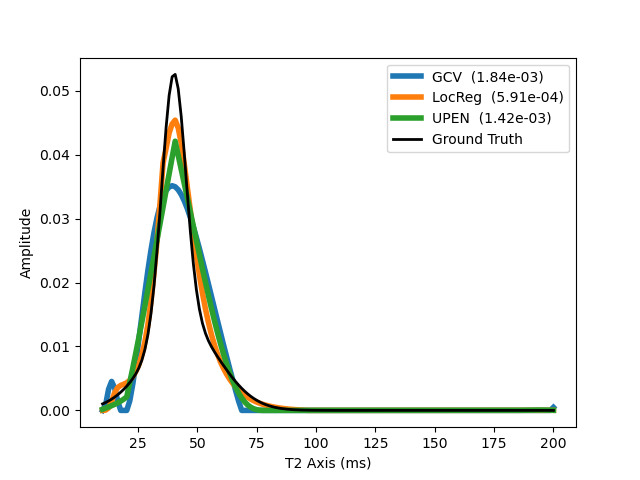 GCV (1.84e-03)
LocReg (5.91e-04)
UPEN (1.42e-03)
Ground Truth
0.05
0.04
0.03
0.02
0.01
0.00
Amplitude
25 50 75 100 125 150 175 200
T2 Axis (ms)